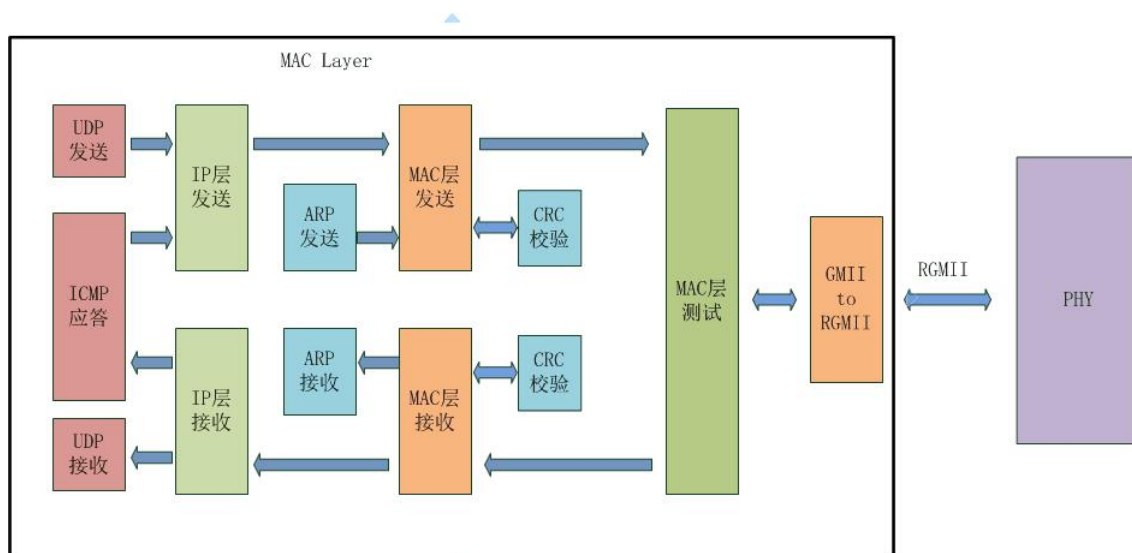 MAC Layer
UDP
发送
IP层
发送
MAC层
发送
ARP
发送
CRC
校验
ICMP
应答
MAC层
测试
GMII
to
RGMII
RGMII
PHY
ARP
接收
CRC
校验
IP层
接收
MAC层
接收
UDP
接收